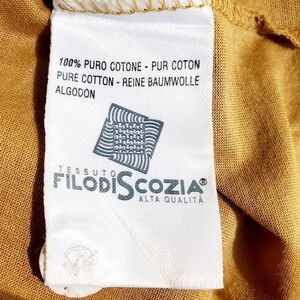 100% PURO COTONE - PUR COTON
PURE COTTON - REINE BAUMWOLLE
ALGODÓN
TESSUTO
FILODISCOZIA®
ALTA QUALITÀ